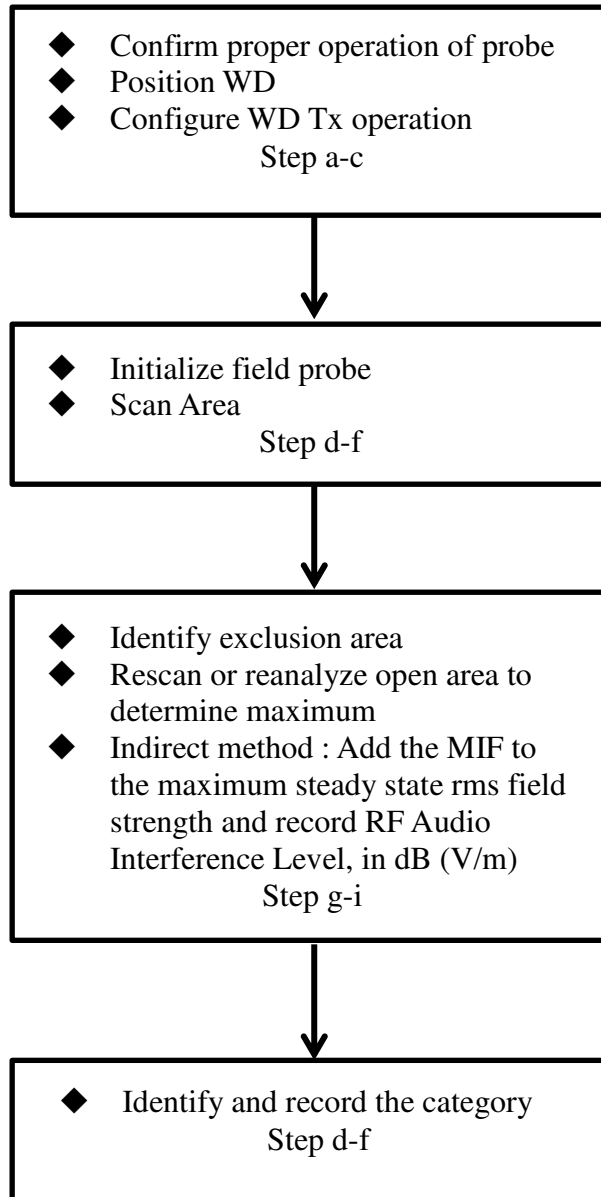 ◆ Confirm proper operation of probe
◆ Position WD
◆ Configure WD Tx operation
Step a-c
◆ Initialize field probe
◆ Scan Area
Step d-f
◆ Identify exclusion area
◆ Rescan or reanalyze open area to
determine maximum
◆ Indirect method : Add the MIF to
the maximum steady state rms field
strength and record RF Audio
Interference Level, in dB (V/m)
Step g-i
◆ Identify and record the category
Step d-f